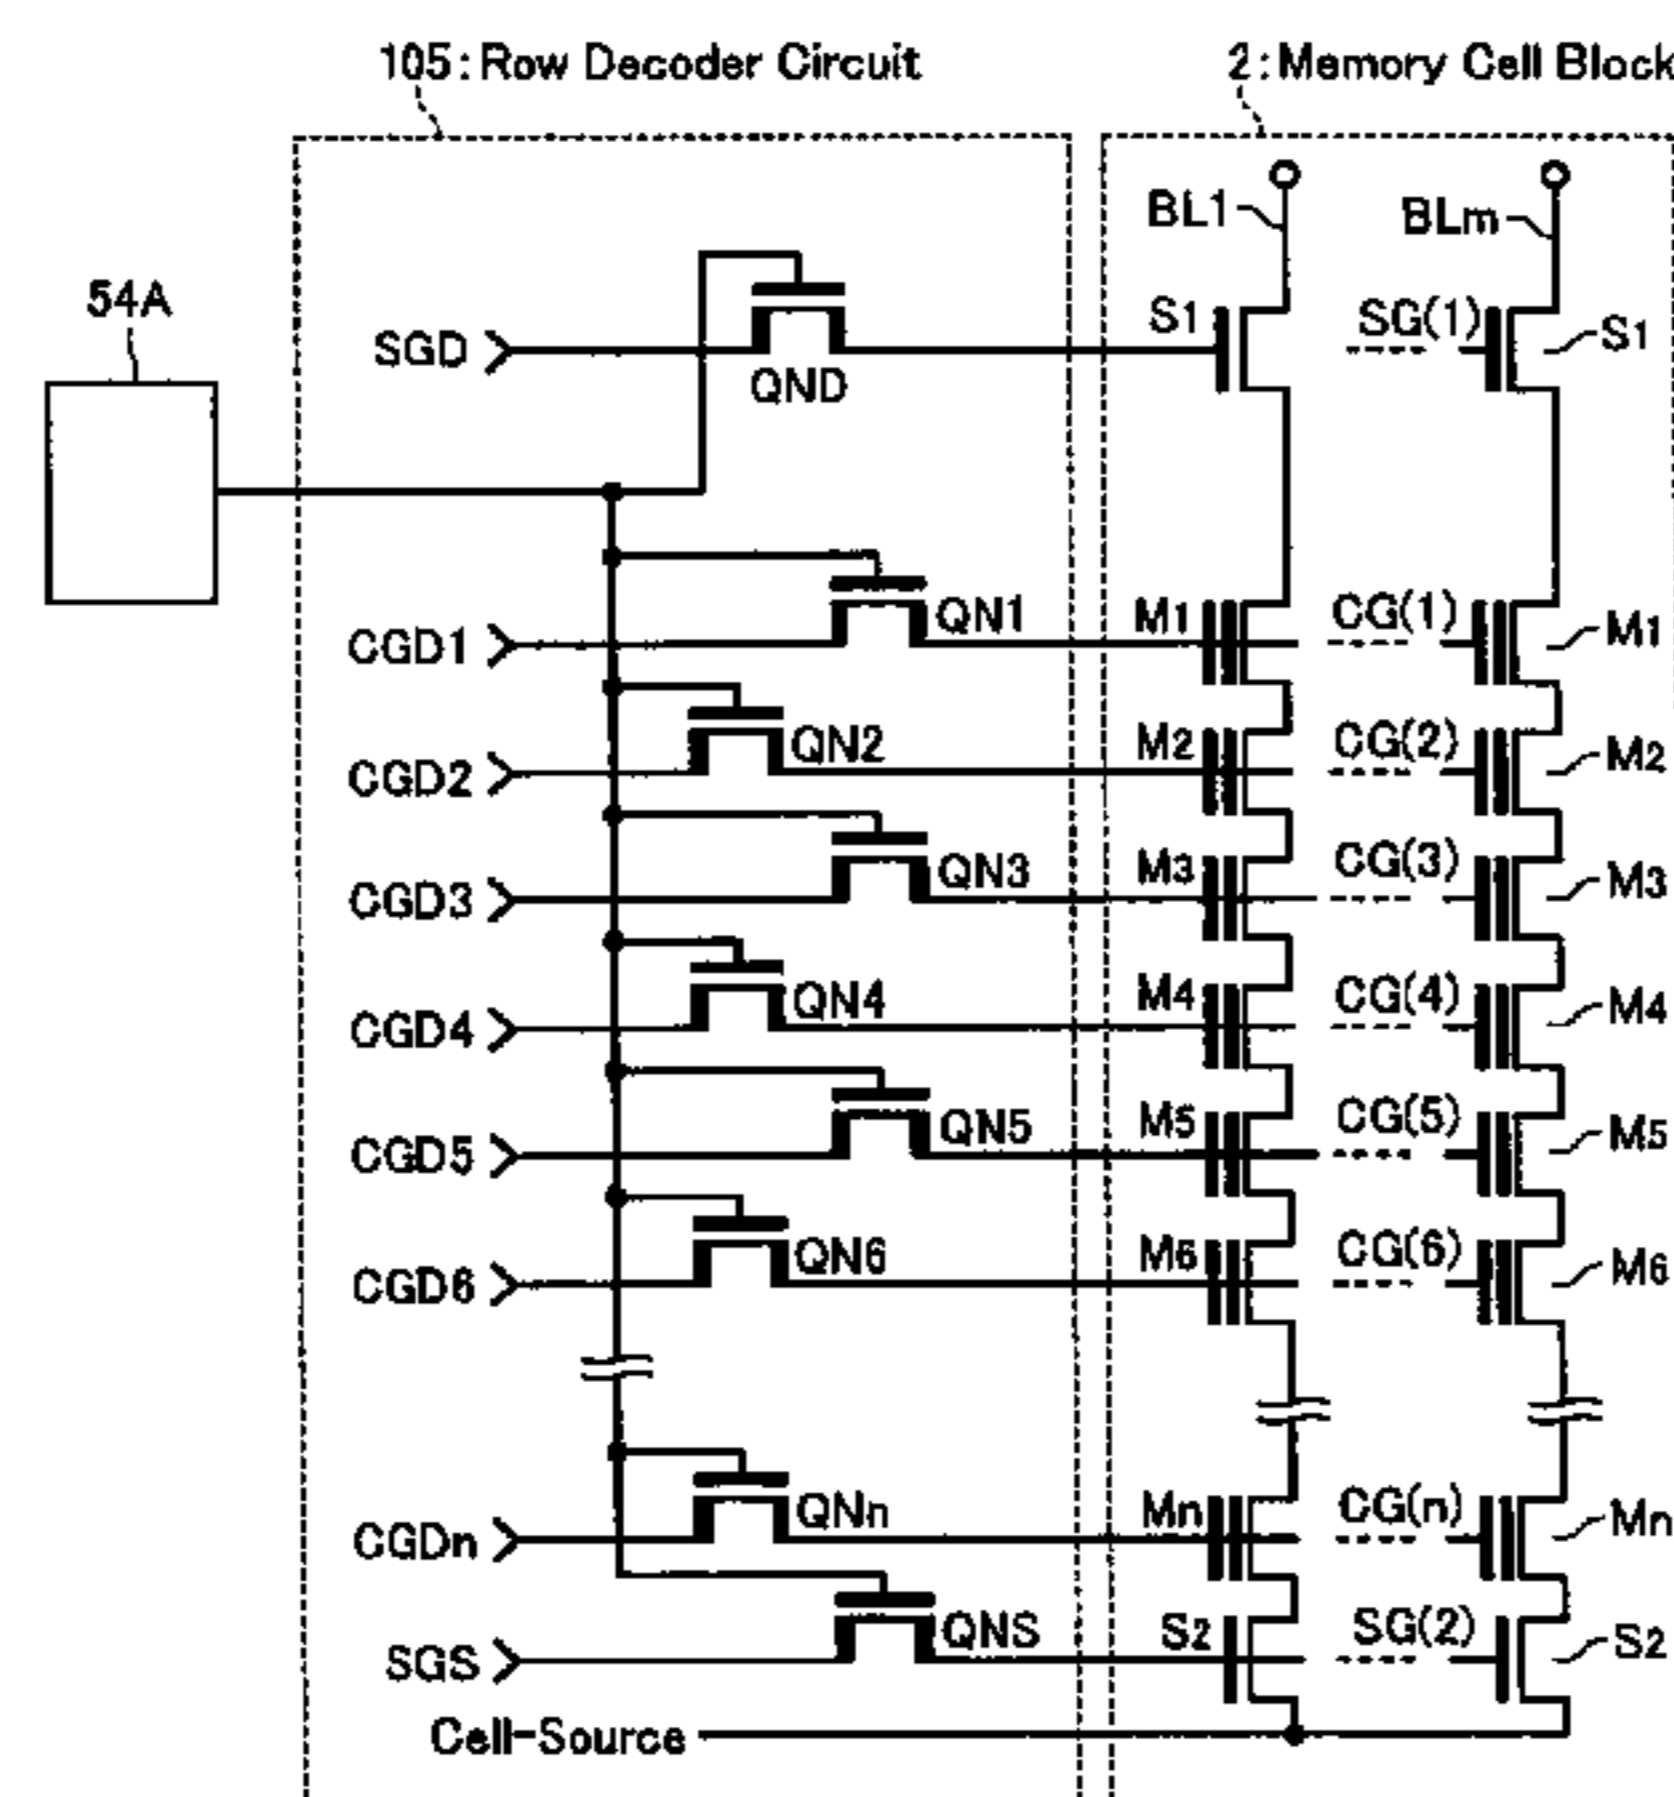 105: Row Decoder Circuit
2: Memory Cell Block
54A
BL1
BLm
SGD
QND
S1
SG(1)
S1
CGD1
QN1
M1
CG(1)
M1
CGD2
QN2
M2
CG(2)
M2
CGD3
QN3
M3
CG(3)
M3
CGD4
QN4
M4
CG(4)
M4
CGD5
QN5
M5
CG(5)
M5
CGD6
QN6
M6
CG(6)
M6
CGDn
QNn
Mn
CG(n)
Mn
SGS
QNS
S2
SG(2)
S2
Cell-Source